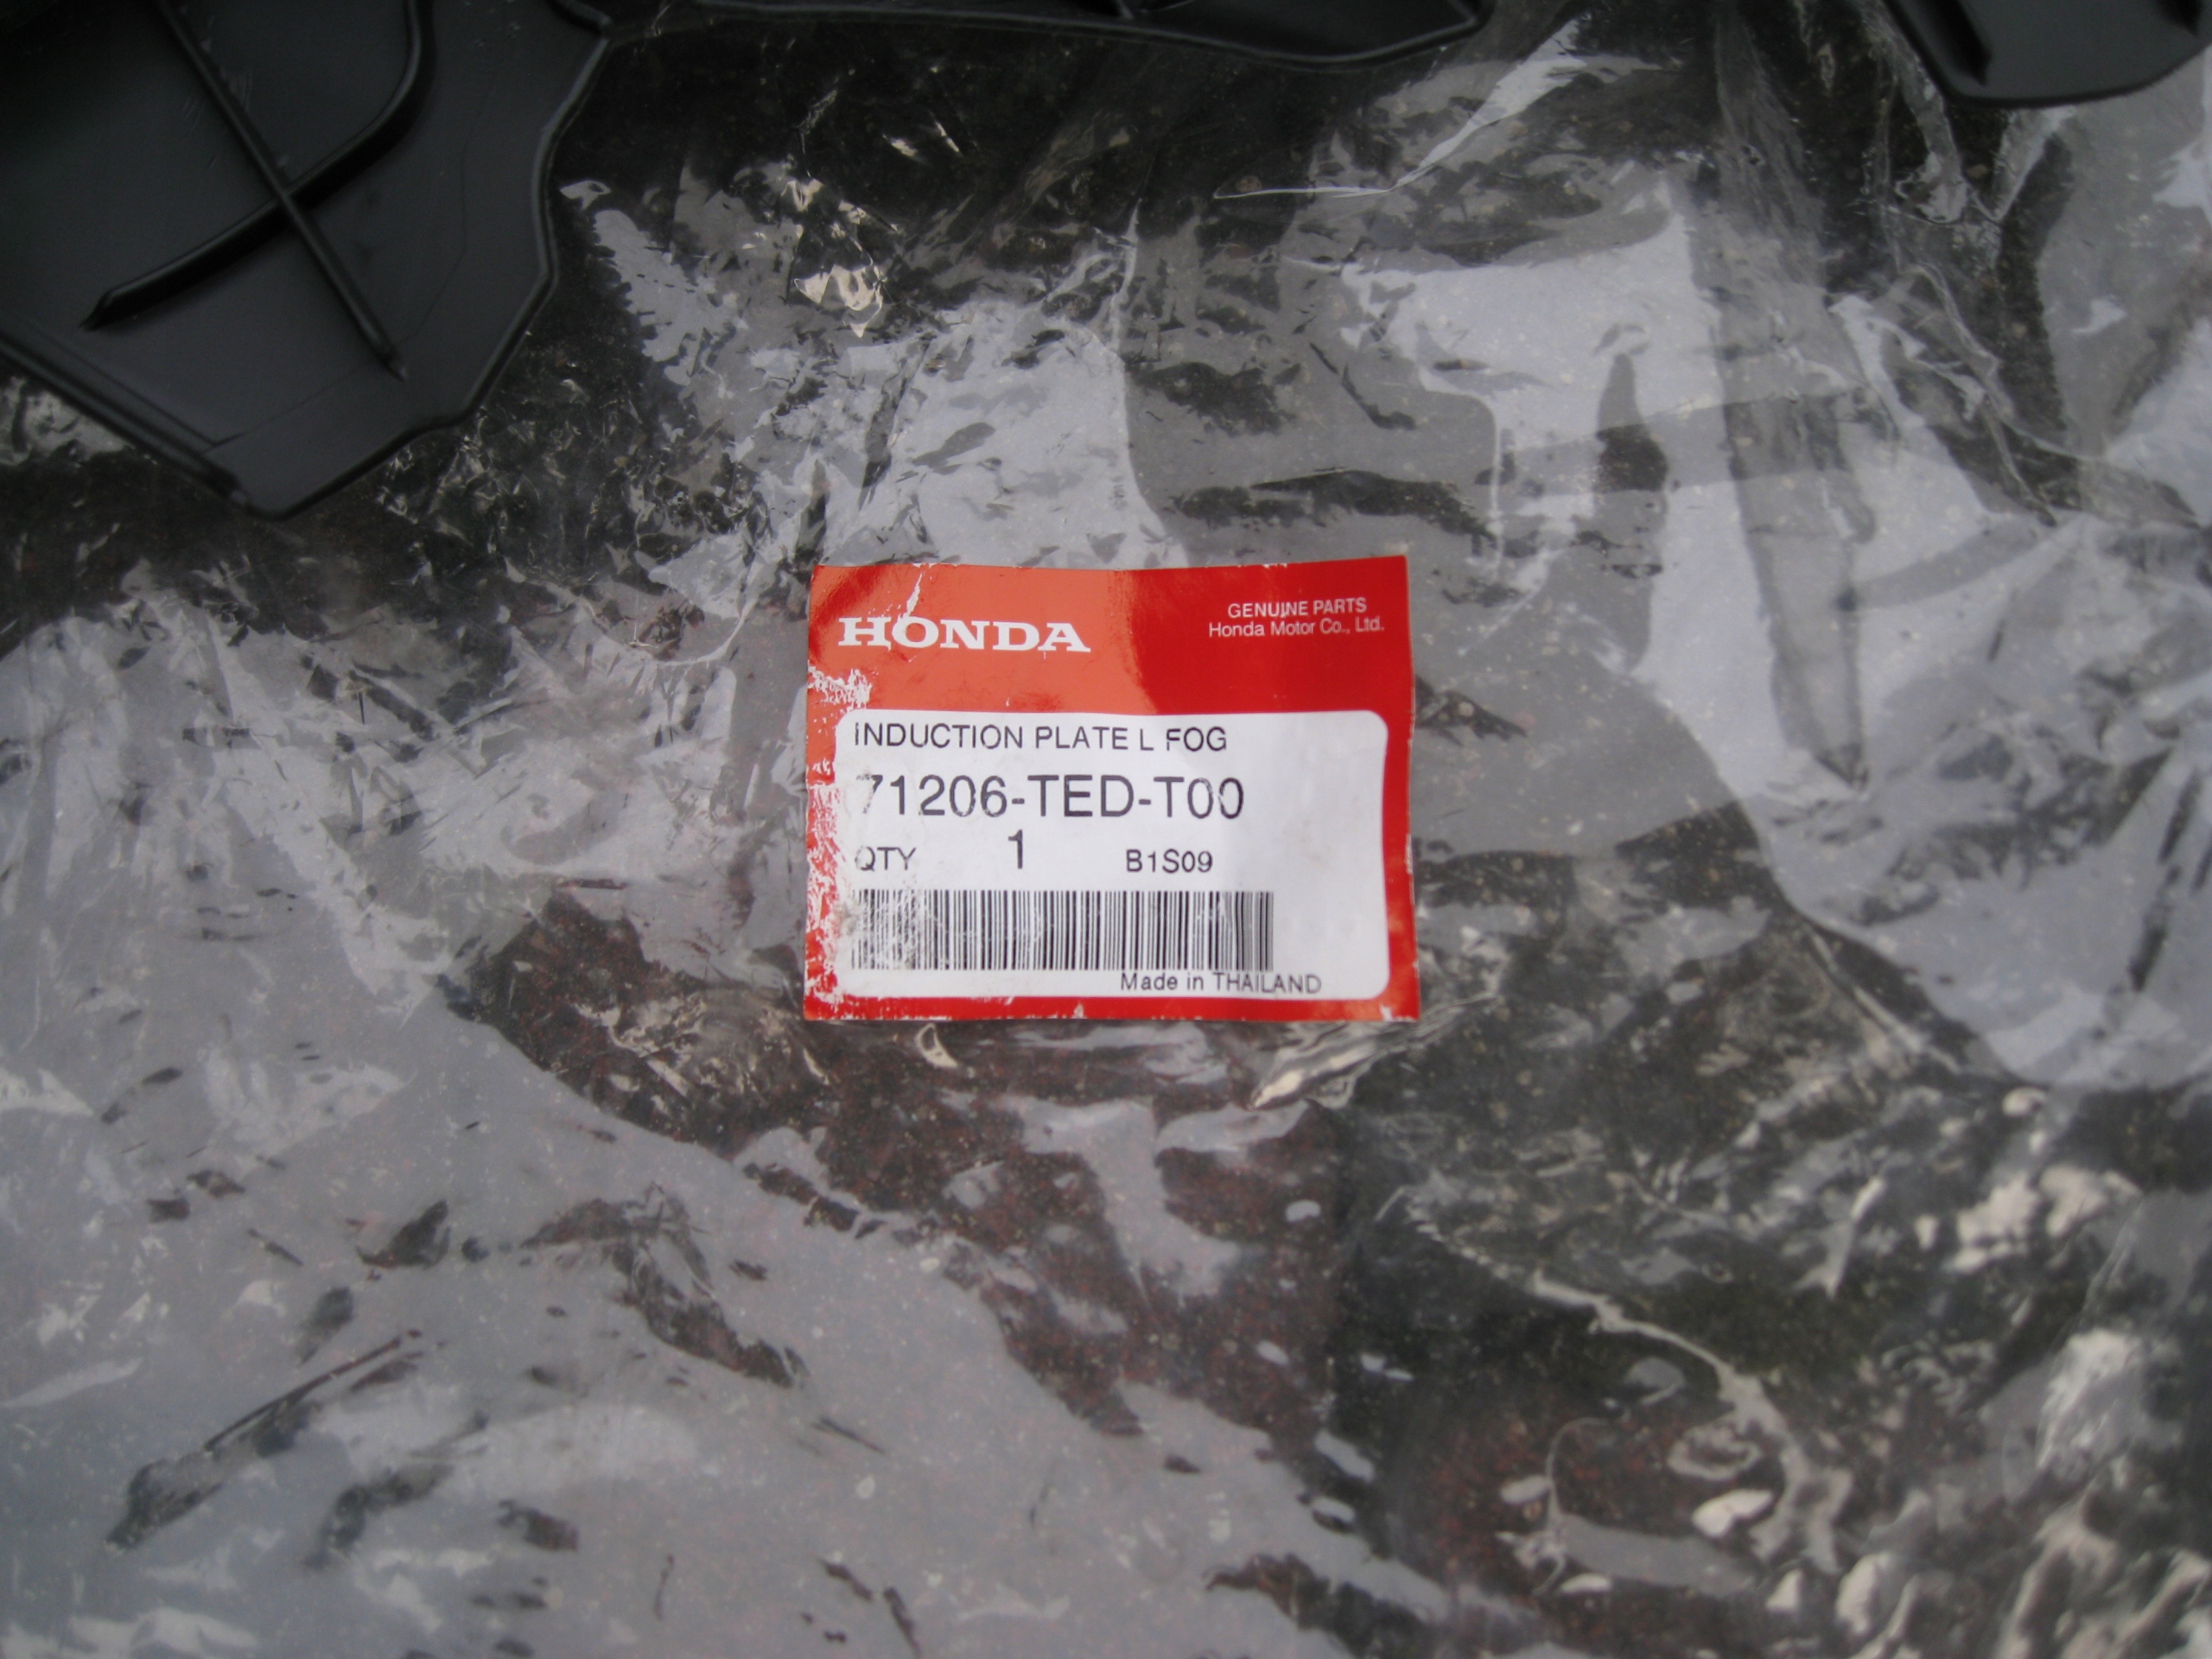 HONDA
GENUINE PARTS
Honda Motor Co., Ltd.
INDUCTION PLATE L FOG
71206-TED-T00
QTY 1 B1S09
Made in THAILAND